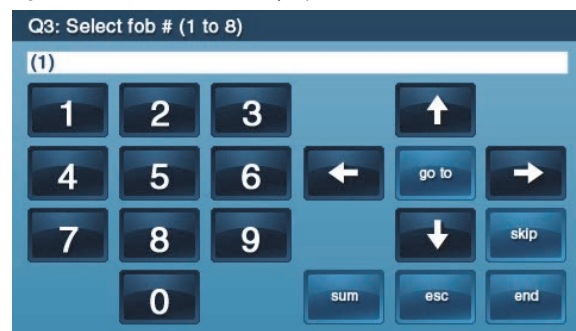 Q3: Select fob # (1 to 8)
(1)
1 2 3
4 5 6 go to
7 8 9 skip
0 sum esc end